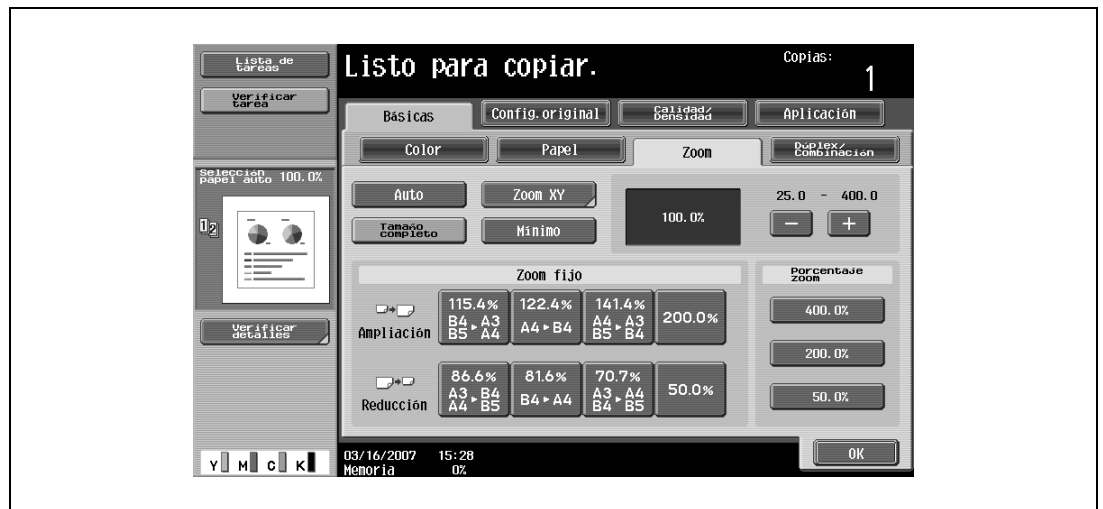 Lista de
tareas
Verificar
tarea
Listo para copiar.
Copias:
1
Básicas
Config.original
Calidad/
Densidad
Aplicación
Color
Papel
Zoom
Dúplex/
Combinación
Selección
papel auto 100.0%
1 2
Verificar
detalles
Auto
Zoom XY
Tamaño
completo
Mínimo
100.0%
25.0 - 400.0
− +
Zoom fijo
Ampliación
115.4%
B4 ▸ A3
B5 A4
122.4%
A4 ▸ B4
141.4%
A4 ▸ A3
B5 B4
200.0%
Reducción
86.6%
A3 ▸ B4
A4 B5
81.6%
B4 ▸ A4
70.7%
A3 ▸ A4
B4 B5
50.0%
Porcentaje
zoom
400.0%
200.0%
50.0%
Y M C K
03/16/2007 15:28
Memoria 0%
OK